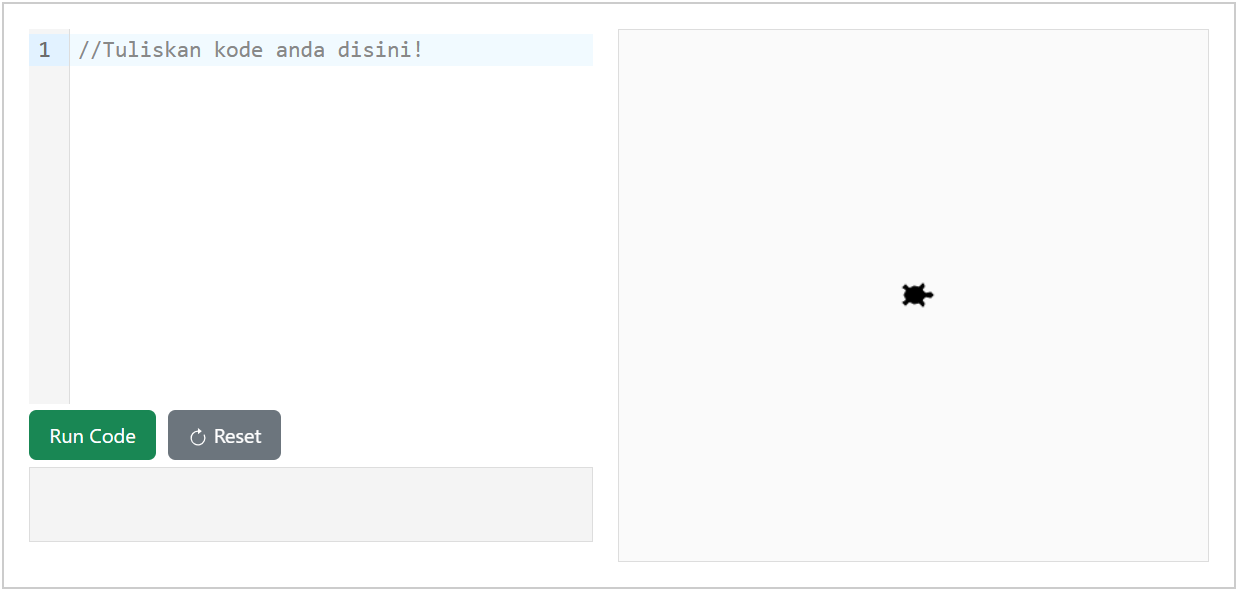 1 //Tuliskan kode anda disini!
Run Code
Reset